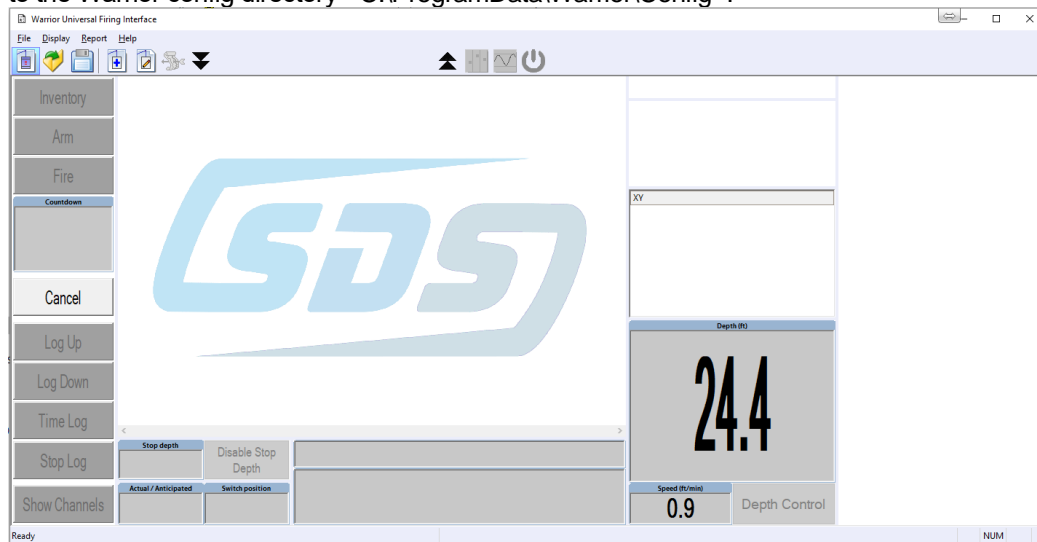 to the Warrior config directory "C:\ProgramData\Warrior\Config".
Warrior Universal Firing Interface
File Display Report Help
Inventory
Arm
Fire
Countdown
Cancel
Log Up
Log Down
Time Log
Stop Log
Show Channels
SDS
Stop depth
Disable Stop
Depth
Actual / Anticipated
Switch position
XY
Depth (ft)
24.4
Speed (ft/min)
0.9
Depth Control
Ready
NUM